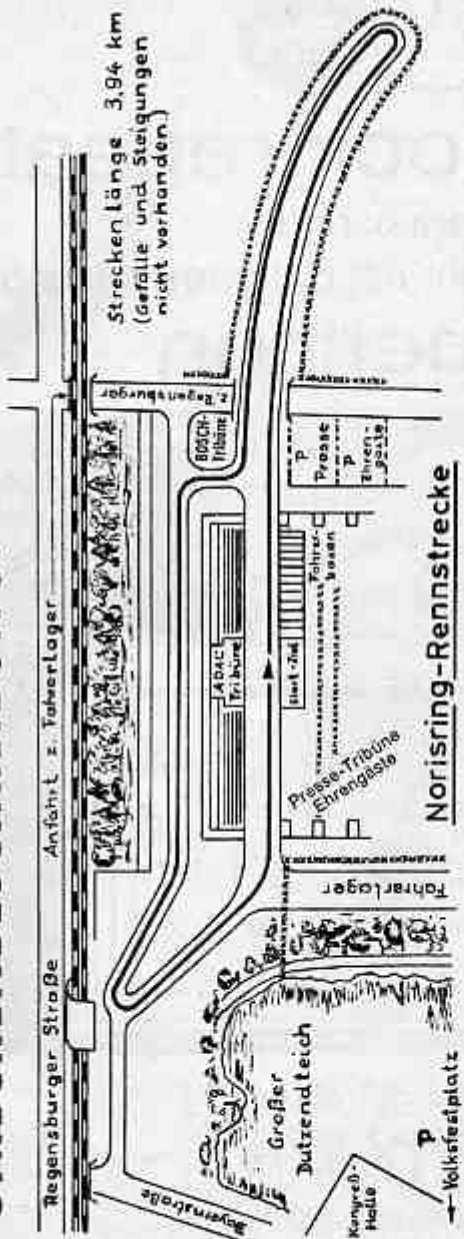 Regensburger Straße
Anfahrt z. Fahrerlager
Streckenlänge 3,94 km
(Gefälle und Steigungen
nicht vorhanden)
z. Regensburger
BOSCH-
Tribüne
ADAC
Tribüne
Start-Ziel
Fahrer-
boxen
P
Presse
P
Ehren-
gäste
Presse-Tribüne
Ehrengäste
Fahrerlager
Bayernstraße
Großer
Dutzendteich
Kongreß-
Halle
P
← Volksfestplatz
Norisring-Rennstrecke